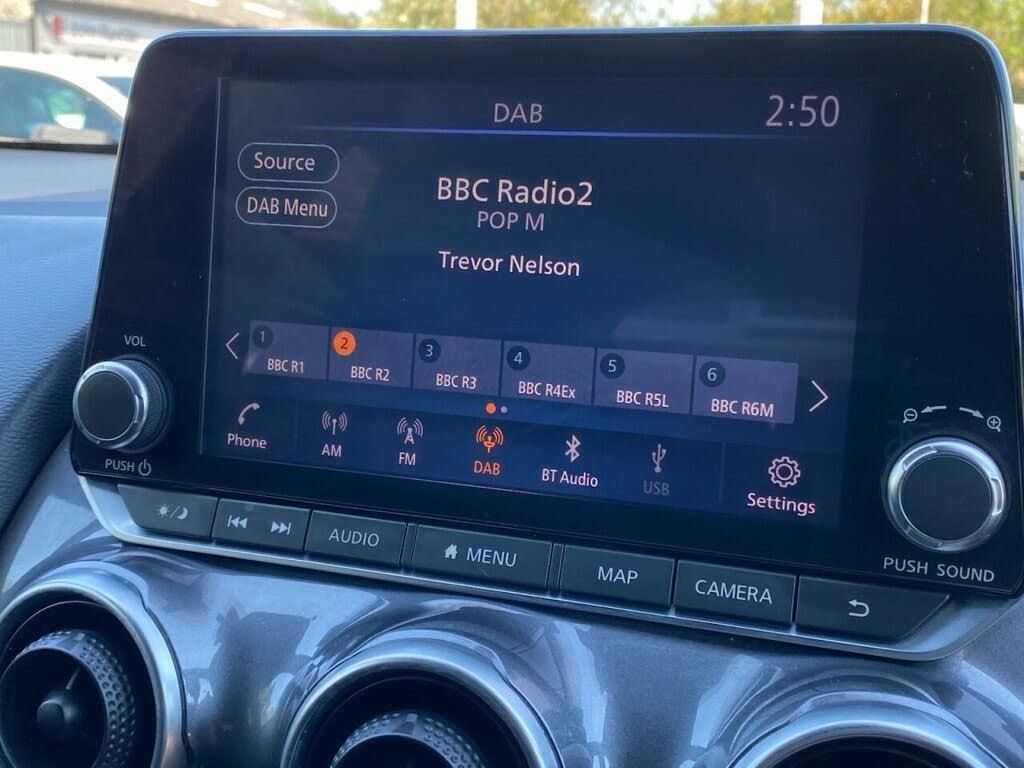 DAB
2:50
Source
DAB Menu
BBC Radio2
POP M
Trevor Nelson
1
BBC R1
2
BBC R2
3
BBC R3
4
BBC R4Ex
5
BBC R5L
6
BBC R6M
Phone
AM
FM
DAB
BT Audio
USB
Settings
VOL
PUSH
PUSH SOUND
AUDIO
MENU
MAP
CAMERA